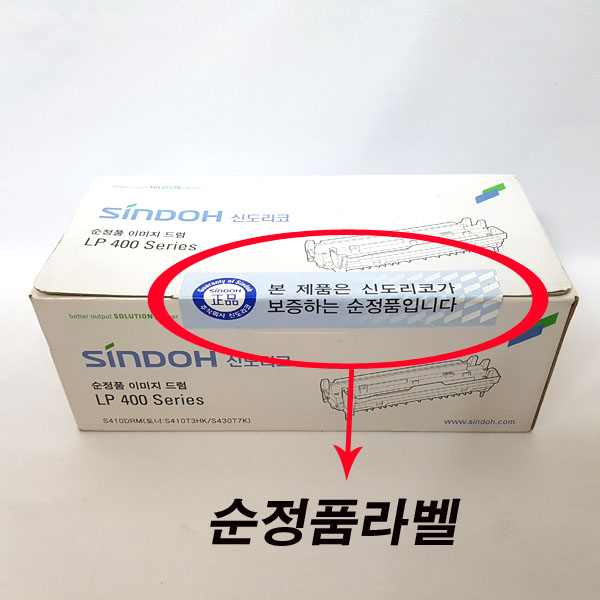 better output SOLUTION
SINDOH 신도리코
순정품 이미지 드럼
LP 400 Series
Guaranty of Sindoh
SINDOH
正品
주식회사 신도리코
본 제품은 신도리코가
보증하는 순정품입니다
better output SOLUTION
SINDOH 신도리코
순정품 이미지 드럼
LP 400 Series
S410DRM(토너:S410T3HK/S430T7K)
www.sindoh.com
순정품라벨